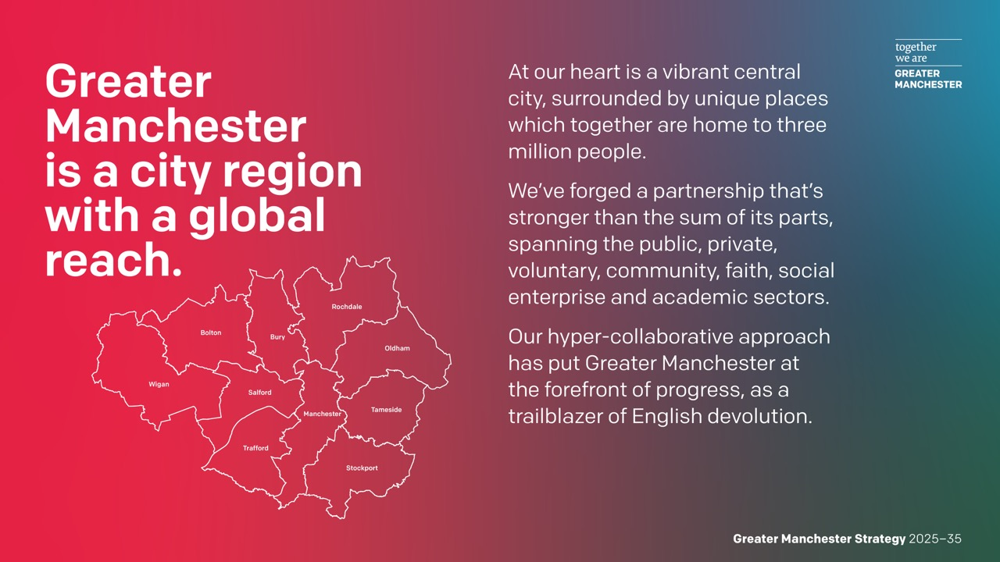 Greater
Manchester
is a city region
with a global
reach.
Rochdale
Bolton
Bury
Oldham
Wigan
Salford
Manchester
Tameside
Trafford
Stockport
At our heart is a vibrant central
city, surrounded by unique places
which together are home to three
million people.
We’ve forged a partnership that’s
stronger than the sum of its parts,
spanning the public, private,
voluntary, community, faith, social
enterprise and academic sectors.
Our hyper-collaborative approach
has put Greater Manchester at
the forefront of progress, as a
trailblazer of English devolution.
together
we are
GREATER
MANCHESTER
Greater Manchester Strategy 2025–35